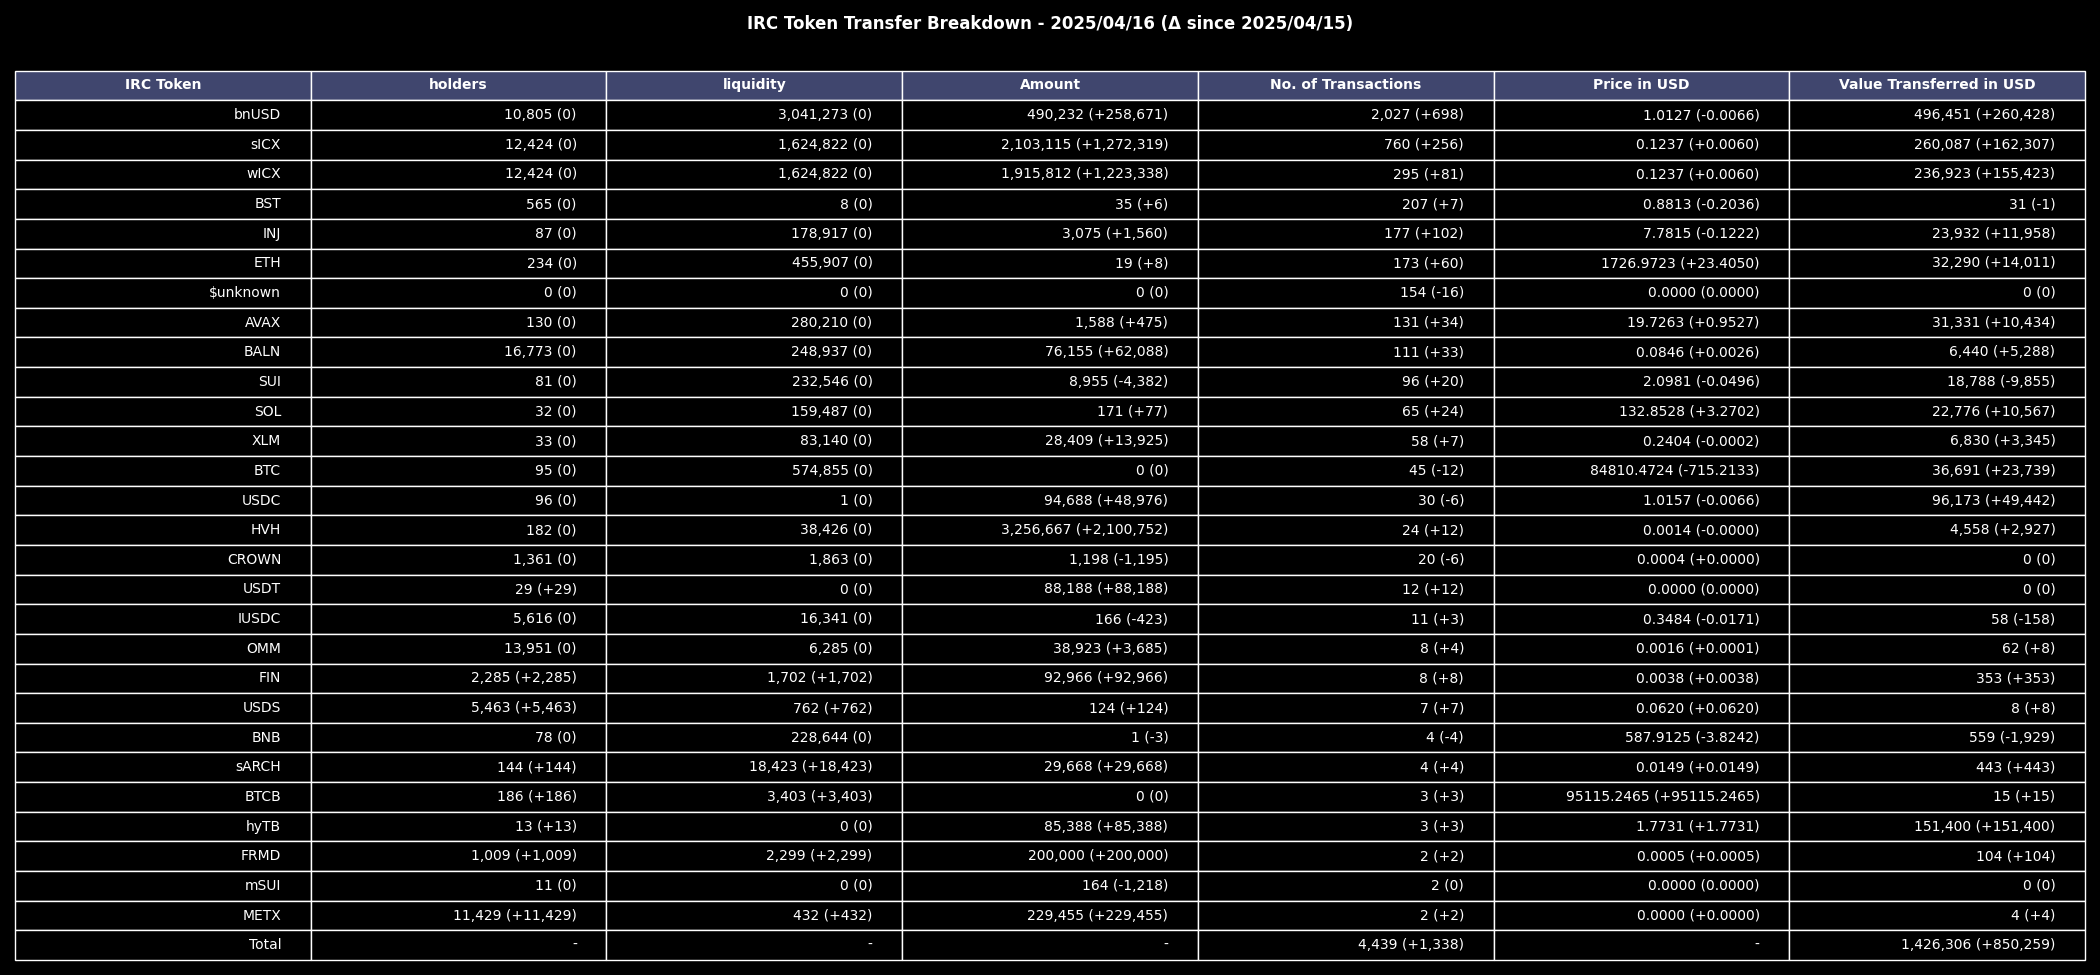 IRC Token Transfer Breakdown - 2025/04/16 (Δ since 2025/04/15)
IRC Token holders liquidity Amount No. of Transactions Price in USD Value Transferred in USD
bnUSD 10,805 (0) 3,041,273 (0) 490,232 (+258,671) 2,027 (+698) 1.0127 (-0.0066) 496,451 (+260,428)
sICX 12,424 (0) 1,624,822 (0) 2,103,115 (+1,272,319) 760 (+256) 0.1237 (+0.0060) 260,087 (+162,307)
wICX 12,424 (0) 1,624,822 (0) 1,915,812 (+1,223,338) 295 (+81) 0.1237 (+0.0060) 236,923 (+155,423)
BST 565 (0) 8 (0) 35 (+6) 207 (+7) 0.8813 (-0.2036) 31 (-1)
INJ 87 (0) 178,917 (0) 3,075 (+1,560) 177 (+102) 7.7815 (-0.1222) 23,932 (+11,958)
ETH 234 (0) 455,907 (0) 19 (+8) 173 (+60) 1726.9723 (+23.4050) 32,290 (+14,011)
$unknown 0 (0) 0 (0) 0 (0) 154 (-16) 0.0000 (0.0000) 0 (0)
AVAX 130 (0) 280,210 (0) 1,588 (+475) 131 (+34) 19.7263 (+0.9527) 31,331 (+10,434)
BALN 16,773 (0) 248,937 (0) 76,155 (+62,088) 111 (+33) 0.0846 (+0.0026) 6,440 (+5,288)
SUI 81 (0) 232,546 (0) 8,955 (-4,382) 96 (+20) 2.0981 (-0.0496) 18,788 (-9,855)
SOL 32 (0) 159,487 (0) 171 (+77) 65 (+24) 132.8528 (+3.2702) 22,776 (+10,567)
XLM 33 (0) 83,140 (0) 28,409 (+13,925) 58 (+7) 0.2404 (-0.0002) 6,830 (+3,345)
BTC 95 (0) 574,855 (0) 0 (0) 45 (-12) 84810.4724 (-715.2133) 36,691 (+23,739)
USDC 96 (0) 1 (0) 94,688 (+48,976) 30 (-6) 1.0157 (-0.0066) 96,173 (+49,442)
HVH 182 (0) 38,426 (0) 3,256,667 (+2,100,752) 24 (+12) 0.0014 (-0.0000) 4,558 (+2,927)
CROWN 1,361 (0) 1,863 (0) 1,198 (-1,195) 20 (-6) 0.0004 (+0.0000) 0 (0)
USDT 29 (+29) 0 (0) 88,188 (+88,188) 12 (+12) 0.0000 (0.0000) 0 (0)
IUSDC 5,616 (0) 16,341 (0) 166 (-423) 11 (+3) 0.3484 (-0.0171) 58 (-158)
OMM 13,951 (0) 6,285 (0) 38,923 (+3,685) 8 (+4) 0.0016 (+0.0001) 62 (+8)
FIN 2,285 (+2,285) 1,702 (+1,702) 92,966 (+92,966) 8 (+8) 0.0038 (+0.0038) 353 (+353)
USDS 5,463 (+5,463) 762 (+762) 124 (+124) 7 (+7) 0.0620 (+0.0620) 8 (+8)
BNB 78 (0) 228,644 (0) 1 (-3) 4 (-4) 587.9125 (-3.8242) 559 (-1,929)
sARCH 144 (+144) 18,423 (+18,423) 29,668 (+29,668) 4 (+4) 0.0149 (+0.0149) 443 (+443)
BTCB 186 (+186) 3,403 (+3,403) 0 (0) 3 (+3) 95115.2465 (+95115.2465) 15 (+15)
hyTB 13 (+13) 0 (0) 85,388 (+85,388) 3 (+3) 1.7731 (+1.7731) 151,400 (+151,400)
FRMD 1,009 (+1,009) 2,299 (+2,299) 200,000 (+200,000) 2 (+2) 0.0005 (+0.0005) 104 (+104)
mSUI 11 (0) 0 (0) 164 (-1,218) 2 (0) 0.0000 (0.0000) 0 (0)
METX 11,429 (+11,429) 432 (+432) 229,455 (+229,455) 2 (+2) 0.0000 (+0.0000) 4 (+4)
Total - - - 4,439 (+1,338) - 1,426,306 (+850,259)